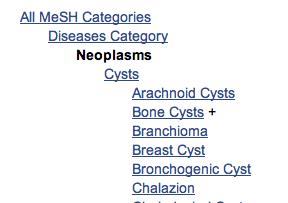 All MeSH Categories
Diseases Category
Neoplasms
Cysts
Arachnoid Cysts
Bone Cysts +
Branchioma
Breast Cyst
Bronchogenic Cyst
Chalazion